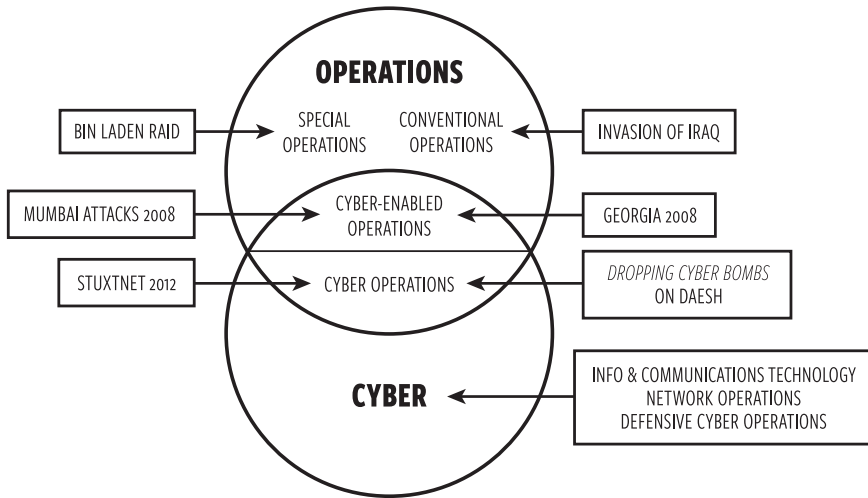 OPERATIONS
BIN LADEN RAID
SPECIAL
OPERATIONS
CONVENTIONAL
OPERATIONS
INVASION OF IRAQ
MUMBAI ATTACKS 2008
CYBER-ENABLED
OPERATIONS
GEORGIA 2008
STUXTNET 2012
CYBER OPERATIONS
DROPPING CYBER BOMBS
ON DAESH
CYBER
INFO & COMMUNICATIONS TECHNOLOGY
NETWORK OPERATIONS
DEFENSIVE CYBER OPERATIONS